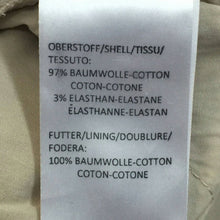 OBERSTOFF/SHELL/TISSU/
TESSUTO:
97% BAUMWOLLE-COTTON
COTON-COTONE
3% ELASTHAN-ELASTANE
ELASTHANNE-ELASTAN
FUTTER/LINING/DOUBLURE/
FODERA:
100% BAUMWOLLE-COTTON
COTON-COTONE